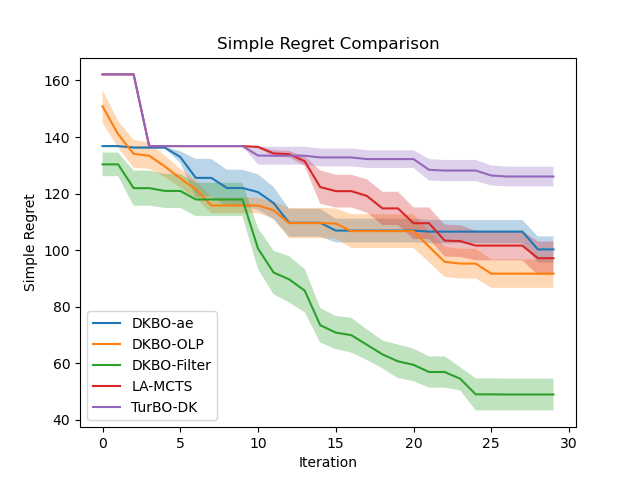 Simple Regret Comparison
160
140
120
100
80
60
40
Simple Regret
DKBO-ae
DKBO-OLP
DKBO-Filter
LA-MCTS
TurBO-DK
0 5 10 15 20 25 30
Iteration